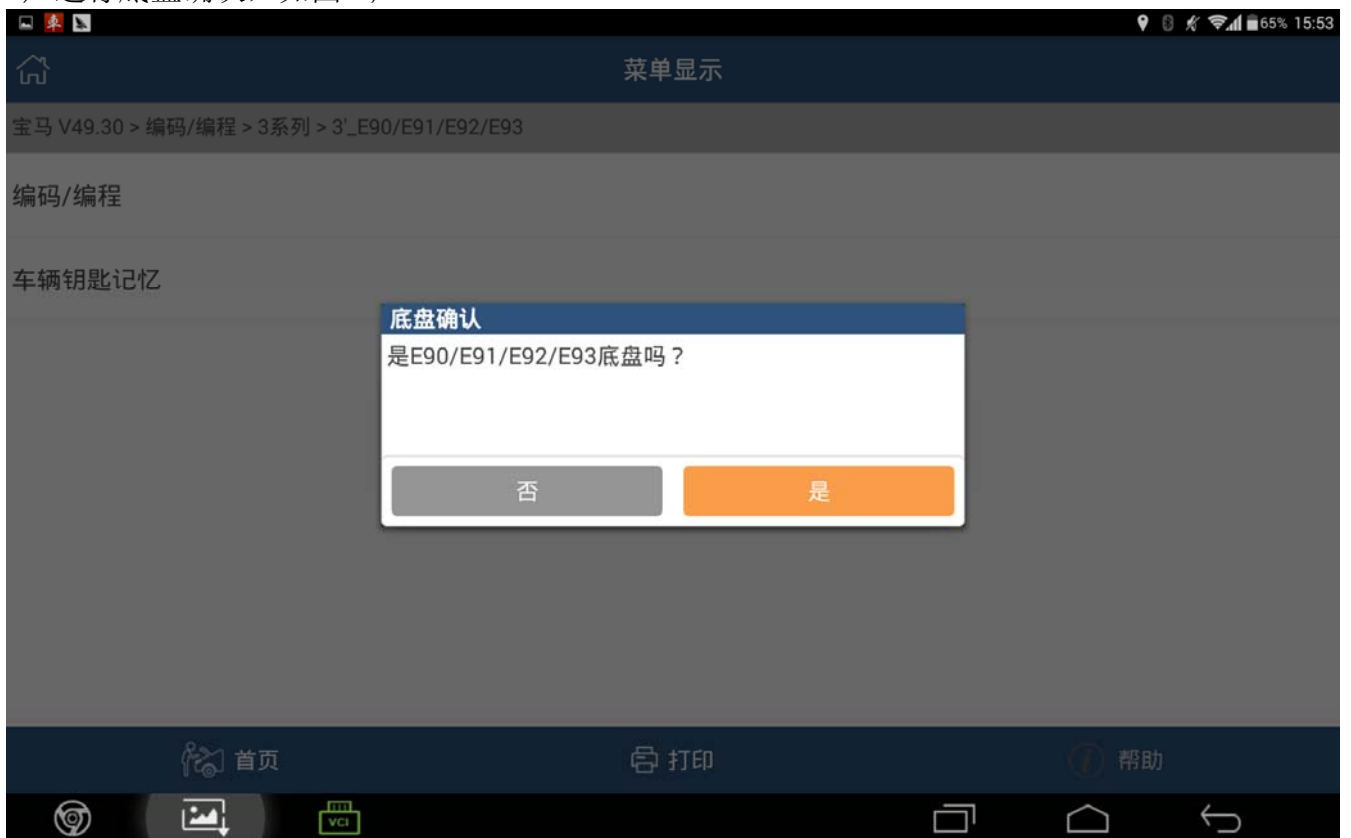 65% 15:53
菜单显示
宝马 V49.30 > 编码/编程 > 3系列 > 3'_E90/E91/E92/E93
编码/编程
车辆钥匙记忆
底盘确认
是E90/E91/E92/E93底盘吗？
否
是
首页
打印
帮助
VCI